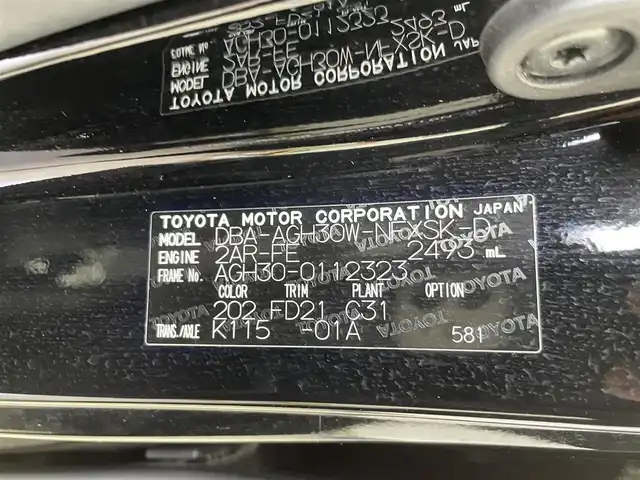 TOYOTA MOTOR CORPORATION JAPAN
MODEL DBA-AGH30W-NFXSK-D
ENGINE 2AR-FE 2493 mL
FRAME NO. AGH30-0112323
COLOR TRIM PLANT OPTION
202 FD21 C31
TRANS./AXLE K115 -01A 581